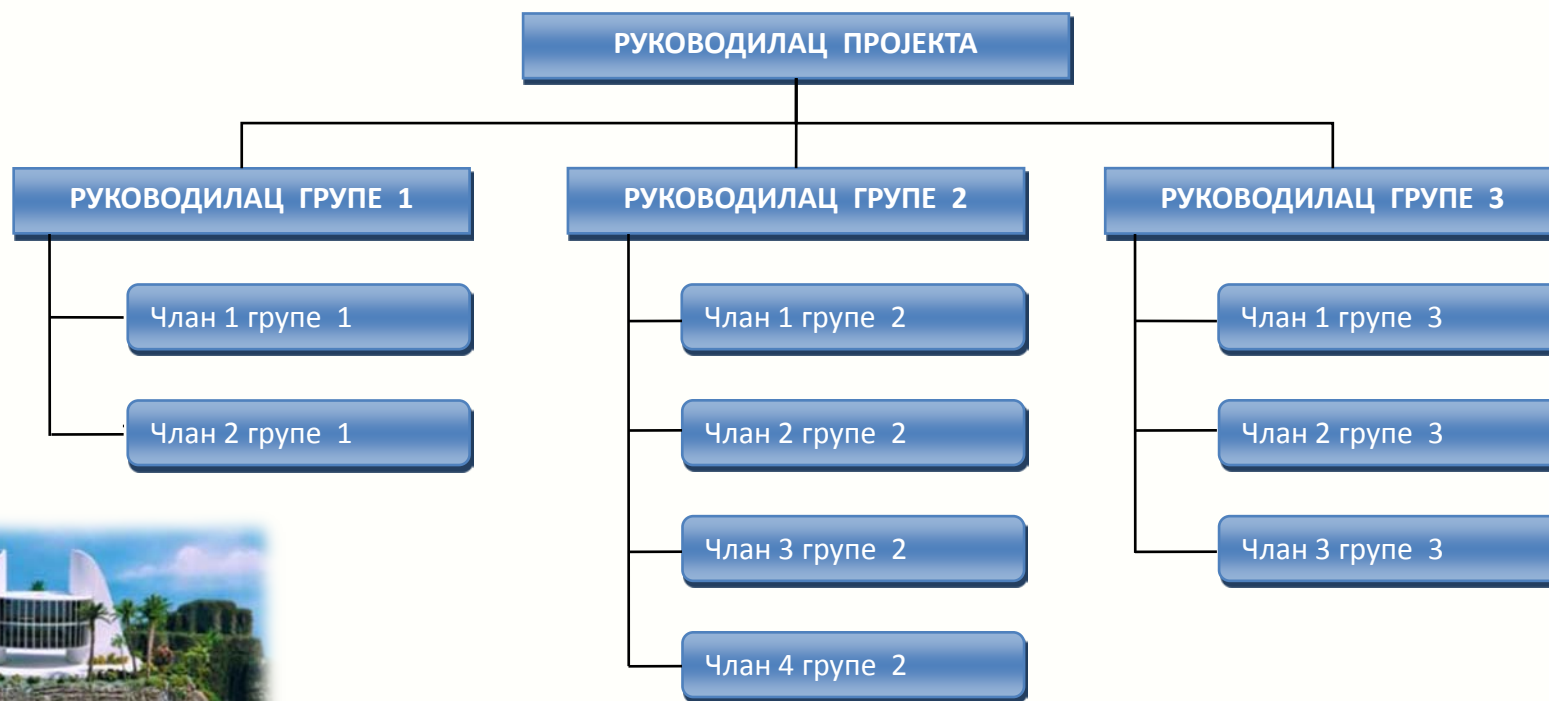 РУКОВОДИЛАЦ ПРОЈЕКТА
РУКОВОДИЛАЦ ГРУПЕ 1
Члан 1 групе 1
Члан 2 групе 1
РУКОВОДИЛАЦ ГРУПЕ 2
Члан 1 групе 2
Члан 2 групе 2
Члан 3 групе 2
Члан 4 групе 2
РУКОВОДИЛАЦ ГРУПЕ 3
Члан 1 групе 3
Члан 2 групе 3
Члан 3 групе 3